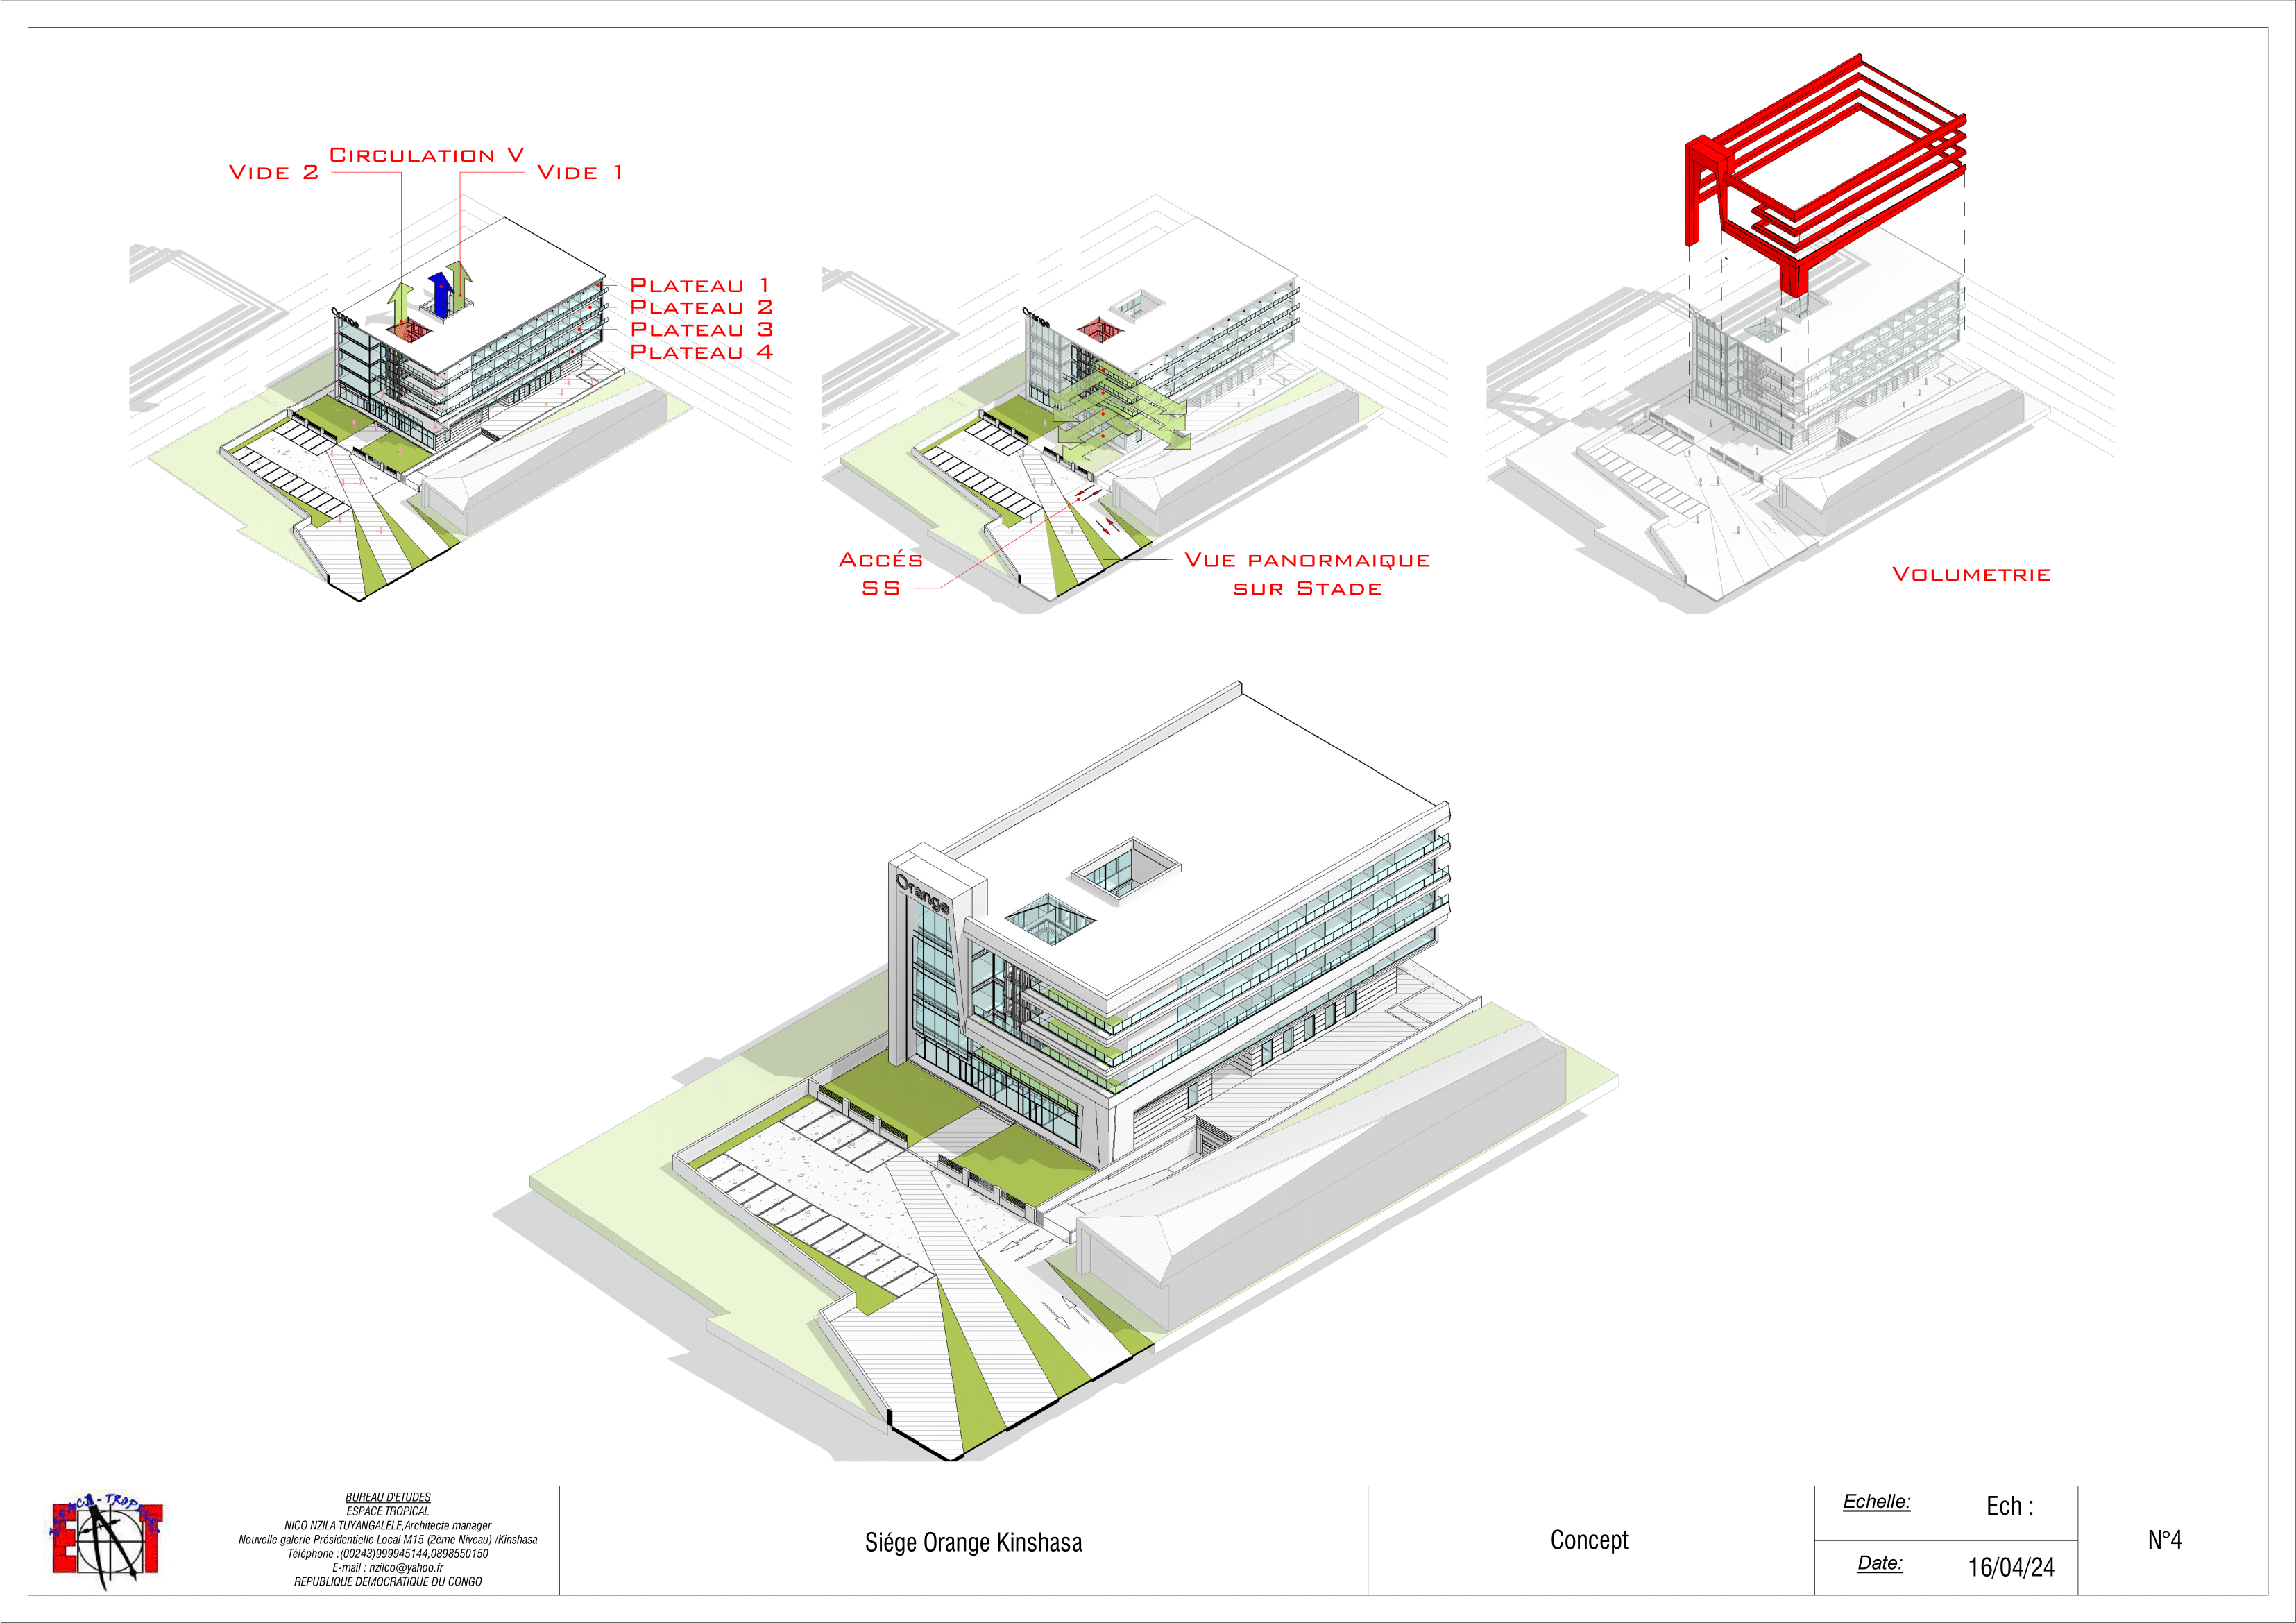 Circulation V
Vide 2
Vide 1
Plateau 1
Plateau 2
Plateau 3
Plateau 4
Orange
Orange
Accés
SS
Vue panormaique
sur Stade
Volumetrie
Orange
ESPACE - TROPICAL
BUREAU D'ETUDES
ESPACE TROPICAL
NICO NZILA TUYANGALELE,Architecte manager
Nouvelle galerie Présidentielle Local M15 (2ème Niveau) /Kinshasa
Téléphone :(00243)999945144,0898550150
E-mail : nzilco@yahoo.fr
REPUBLIQUE DEMOCRATIQUE DU CONGO
Siége Orange Kinshasa
Concept
Echelle:
Ech :
Date:
16/04/24
N°4